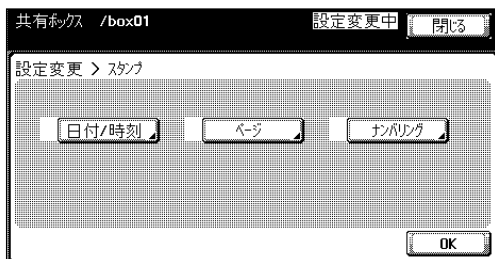 共有ボックス /box01 設定変更中 閉じる
設定変更 > スタンプ
日付/時刻 ページ ナンバリング
OK